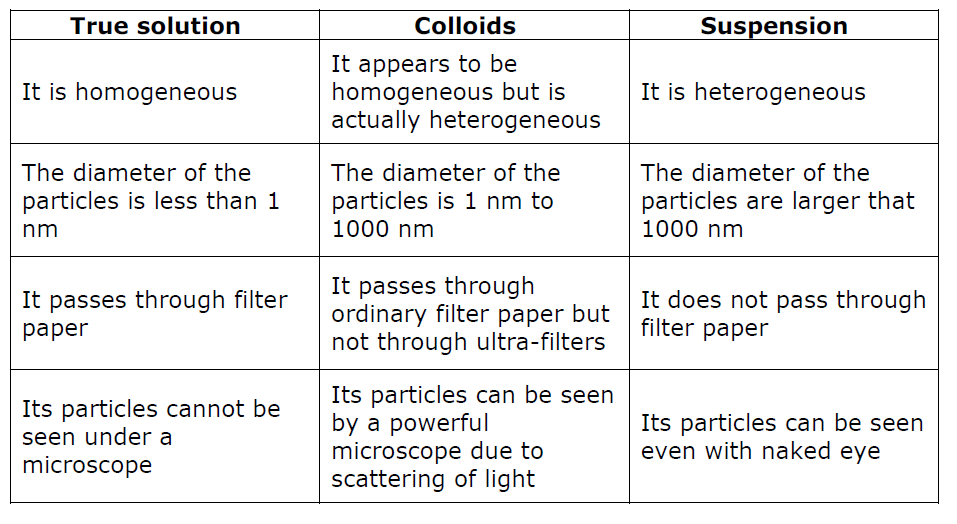 True solution
Colloids
Suspension
It is homogeneous
It appears to be
homogeneous but is
actually heterogeneous
It is heterogeneous
The diameter of the
particles is less than 1
nm
The diameter of the
particles is 1 nm to
1000 nm
The diameter of the
particles are larger that
1000 nm
It passes through filter
paper
It passes through
ordinary filter paper but
not through ultra-filters
It does not pass through
filter paper
Its particles cannot be
seen under a
microscope
Its particles can be seen
by a powerful
microscope due to
scattering of light
Its particles can be seen
even with naked eye